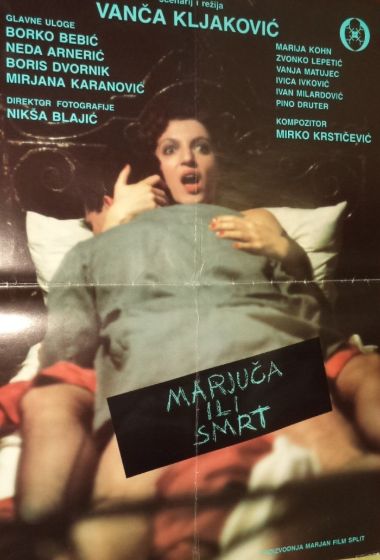 scenarij i režija
VANČA KLJAKOVIĆ
GLAVNE ULOGE
BORKO BEBIĆ
NEDA ARNERIĆ
BORIS DVORNIK
MIRJANA KARANOVIĆ
DIREKTOR FOTOGRAFIJE
NIKŠA BLAJIĆ
MARIJA KOHN
ZVONKO LEPETIĆ
VANJA MATUJEC
IVICA IVKOVIĆ
IVAN MILARDOVIĆ
PINO DRUTER
KOMPOZITOR
MIRKO KRSTIČEVIĆ
MARJUČA
ILI
SMRT
PROIZVODNJA MARJAN FILM SPLIT